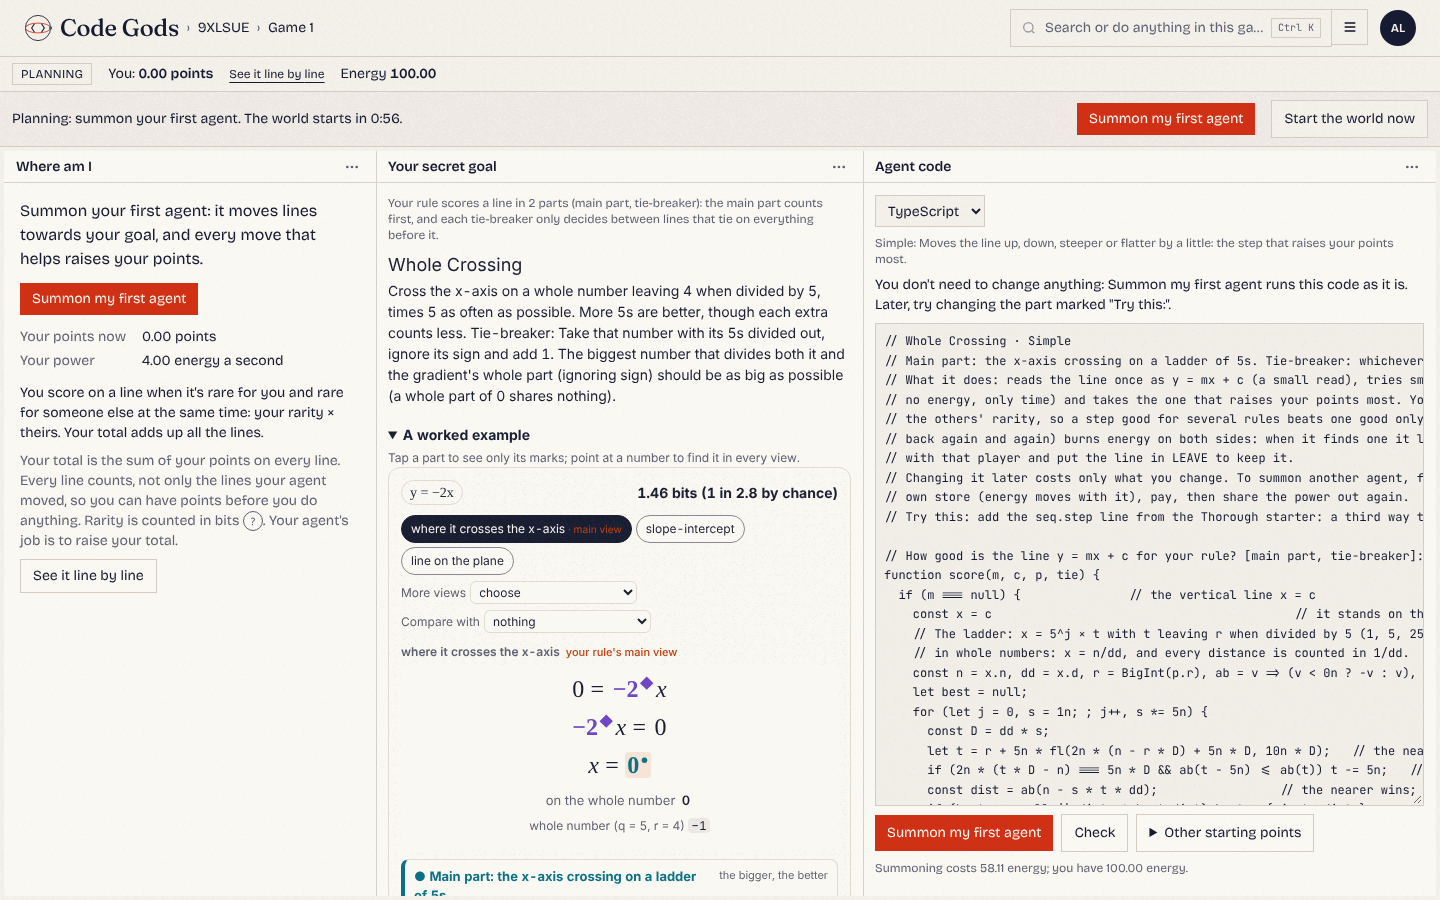 Code Gods › 9XLSUE › Game 1
Search or do anything in this ga... Ctrl K ☰ AL
PLANNING You: 0.00 points See it line by line Energy 100.00
Planning: summon your first agent. The world starts in 0:56.
Summon my first agent Start the world now
Where am I ...
Summon your first agent: it moves lines
towards your goal, and every move that
helps raises your points.
Summon my first agent
Your points now 0.00 points
Your power 4.00 energy a second
You score on a line when it's rare for you and rare
for someone else at the same time: your rarity ×
theirs. Your total adds up all the lines.
Your total is the sum of your points on every line.
Every line counts, not only the lines your agent
moved, so you can have points before you do
anything. Rarity is counted in bits ?. Your agent's
job is to raise your total.
See it line by line
Your secret goal ...
Your rule scores a line in 2 parts (main part, tie-breaker): the main part counts
first, and each tie-breaker only decides between lines that tie on everything
before it.
Whole Crossing
Cross the x-axis on a whole number leaving 4 when divided by 5,
times 5 as often as possible. More 5s are better, though each extra
counts less. Tie-breaker: Take that number with its 5s divided out,
ignore its sign and add 1. The biggest number that divides both it and
the gradient's whole part (ignoring sign) should be as big as possible
(a whole part of 0 shares nothing).
▼ A worked example
Tap a part to see only its marks; point at a number to find it in every view.
y = −2x 1.46 bits (1 in 2.8 by chance)
where it crosses the x-axis · main view slope-intercept
line on the plane
More views choose
Compare with nothing
where it crosses the x-axis your rule's main view
0 = −2◆x
−2◆x = 0
x = 0•
on the whole number 0
whole number (q = 5, r = 4) −1
● Main part: the x-axis crossing on a ladder the bigger, the better
of 5s
Agent code ...
TypeScript
Simple: Moves the line up, down, steeper or flatter by a little: the step that raises your points
most.
You don't need to change anything: Summon my first agent runs this code as it is.
Later, try changing the part marked "Try this:".
// Whole Crossing · Simple
// Main part: the x-axis crossing on a ladder of 5s. Tie-breaker: whichever
// What it does: reads the line once as y = mx + c (a small read), tries sm
// no energy, only time) and takes the one that raises your points most. Yo
// the others' rarity, so a step good for several rules beats one good only
// back again and again) burns energy on both sides: when it finds one it l
// with that player and put the line in LEAVE to keep it.
// Changing it later costs only what you change. To summon another agent, f
// own store (energy moves with it), pay, then share the power out again.
// Try this: add the seq.step line from the Thorough starter: a third way t
// How good is the line y = mx + c for your rule? [main part, tie-breaker]:
function score(m, c, p, tie) {
if (m === null) { // the vertical line x = c
const x = c // it stands on th
// The ladder: x = 5^j × t with t leaving r when divided by 5 (1, 5, 25
// in whole numbers: x = n/dd, and every distance is counted in 1/dd.
const n = x.n, dd = x.d, r = BigInt(p.r), ab = v => (v < 0n ? -v : v),
let best = null;
for (let j = 0, s = 1n; ; j++, s *= 5n) {
const D = dd * s;
let t = r + 5n * fl(2n * (n - r * D) + 5n * D, 10n * D); // the nea
if (2n * (t * D - n) === 5n * D && ab(t - 5n) <= ab(t)) t -= 5n; //
const dist = ab(n - s * t * dd); // the nearer wins;
Summon my first agent Check ▶ Other starting points
Summoning costs 58.11 energy; you have 100.00 energy.